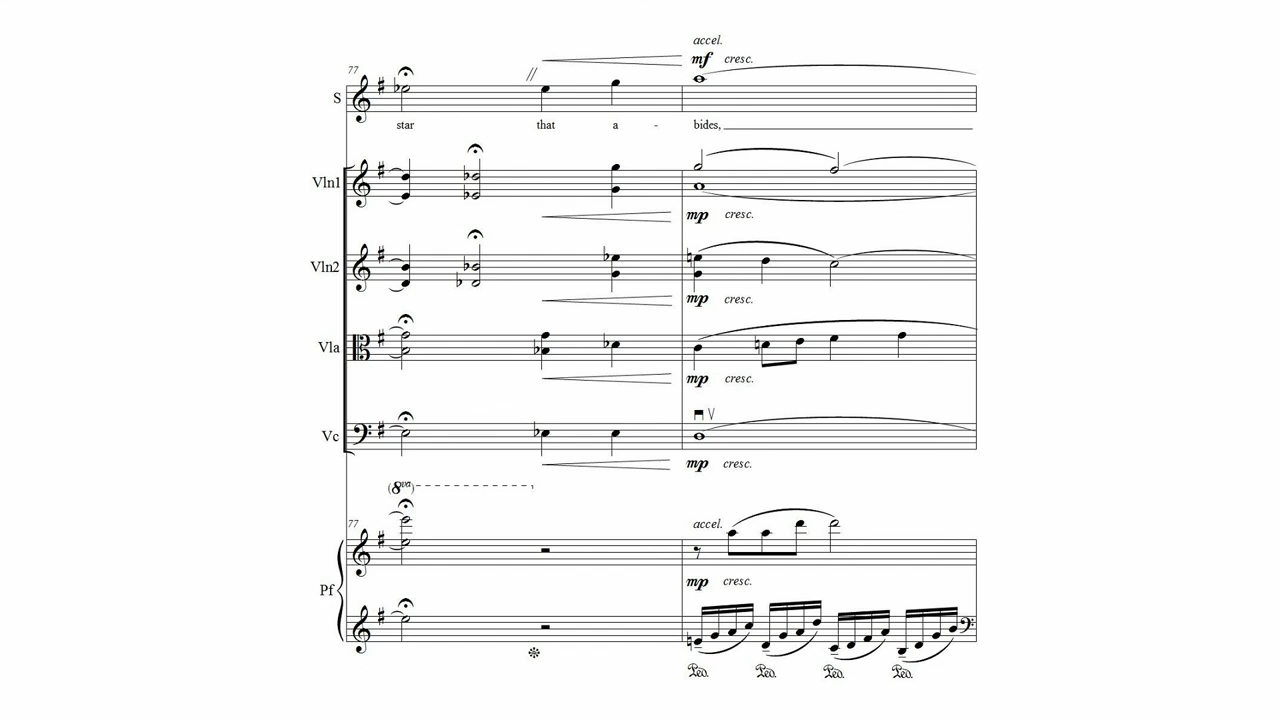 accel.
77 mf cresc.
//
S
star that a - bides,
Vln1
mp cresc.
Vln2
mp cresc.
Vla
mp cresc.
Vc
mp cresc.
(8va)
77 accel.
mp cresc.
Pf
Ped. Ped. Ped. Ped.